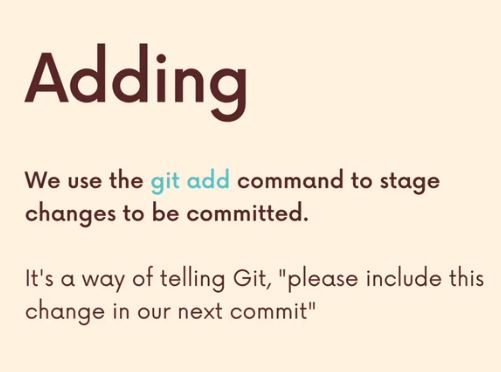 Adding
We use the git add command to stage
changes to be committed.
It's a way of telling Git, "please include this
change in our next commit"